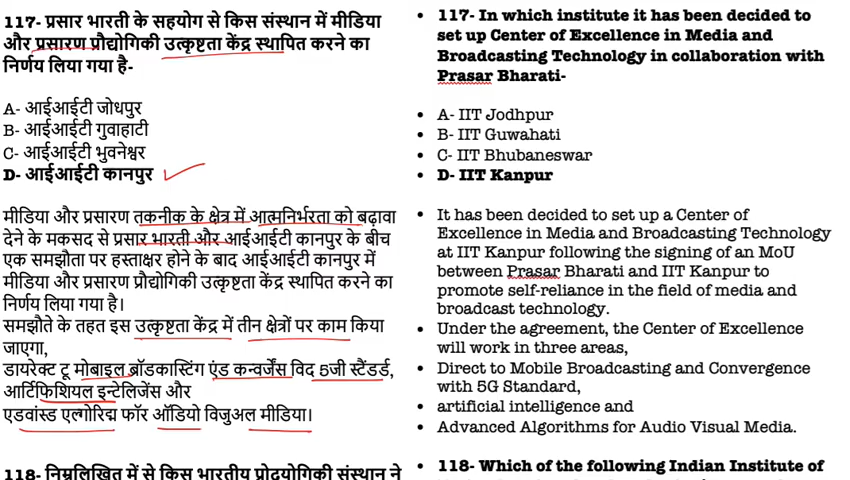 117- प्रसार भारती के सहयोग से किस संस्थान में मीडिया
और प्रसारण प्रौद्योगिकी उत्कृष्टता केंद्र स्थापित करने का
निर्णय लिया गया है-
A- आईआईटी जोधपुर
B- आईआईटी गुवाहाटी
C- आईआईटी भुवनेश्वर
D- आईआईटी कानपुर
मीडिया और प्रसारण तकनीक के क्षेत्र में आत्मनिर्भरता को बढ़ावा
देने के मकसद से प्रसार भारती और आईआईटी कानपुर के बीच
एक समझौता पर हस्ताक्षर होने के बाद आईआईटी कानपुर में
मीडिया और प्रसारण प्रौद्योगिकी उत्कृष्टता केंद्र स्थापित करने का
निर्णय लिया गया है।
समझौते के तहत इस उत्कृष्टता केंद्र में तीन क्षेत्रों पर काम किया
जाएगा,
डायरेक्ट टू मोबाइल ब्रॉडकास्टिंग एंड कन्वर्जेंस विद 5जी स्टैंडर्ड,
आर्टिफिशियल इन्टेलिजेंस और
एडवांस्ड एल्गोरिद्म फॉर ऑडियो विजुअल मीडिया।
118- निम्नलिखित में से किस भारतीय प्रौद्योगिकी संस्थान ने
• 117- In which institute it has been decided to
set up Center of Excellence in Media and
Broadcasting Technology in collaboration with
Prasar Bharati-
• A- IIT Jodhpur
• B- IIT Guwahati
• C- IIT Bhubaneswar
• D- IIT Kanpur
• It has been decided to set up a Center of
Excellence in Media and Broadcasting Technology
at IIT Kanpur following the signing of an MoU
between Prasar Bharati and IIT Kanpur to
promote self-reliance in the field of media and
broadcast technology.
• Under the agreement, the Center of Excellence
will work in three areas,
• Direct to Mobile Broadcasting and Convergence
with 5G Standard,
• artificial intelligence and
• Advanced Algorithms for Audio Visual Media.
• 118- Which of the following Indian Institute of